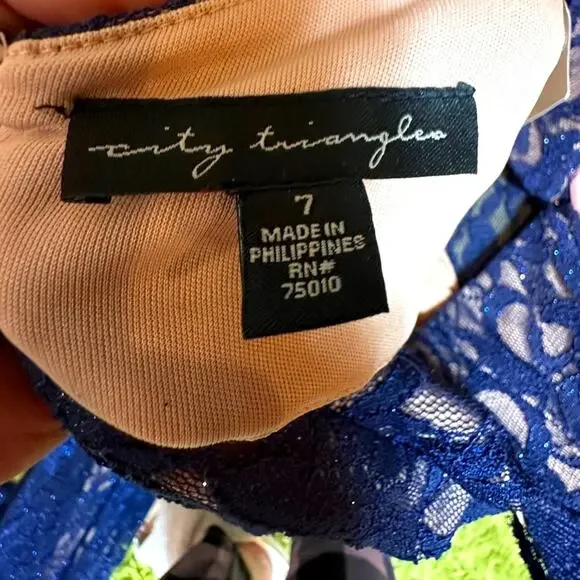 city triangles
7
MADE IN
PHILIPPINES
RN#
75010